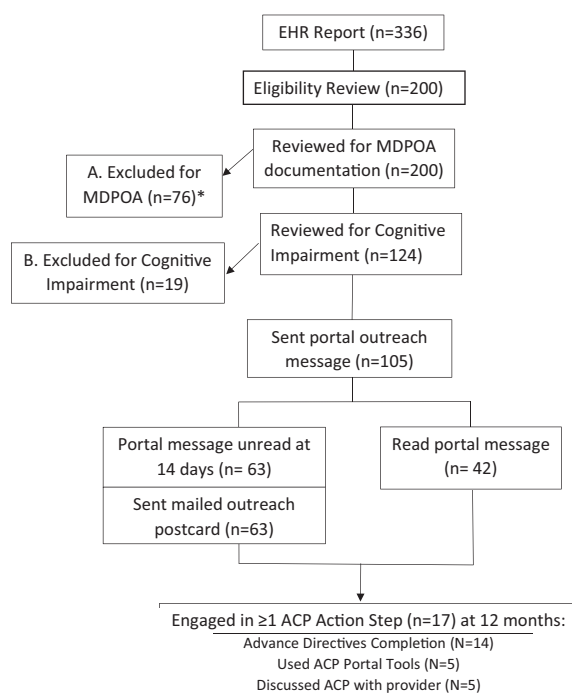 EHR Report (n=336)
Eligibility Review (n=200)
Reviewed for MDPOA
documentation (n=200)
A. Excluded for
MDPOA (n=76)*
Reviewed for Cognitive
Impairment (n=124)
B. Excluded for Cognitive
Impairment (n=19)
Sent portal outreach
message (n=105)
Portal message unread at
14 days (n= 63)
Sent mailed outreach
postcard (n=63)
Read portal message
(n= 42)
Engaged in ≥1 ACP Action Step (n=17) at 12 months:
Advance Directives Completion (N=14)
Used ACP Portal Tools (N=5)
Discussed ACP with provider (N=5)